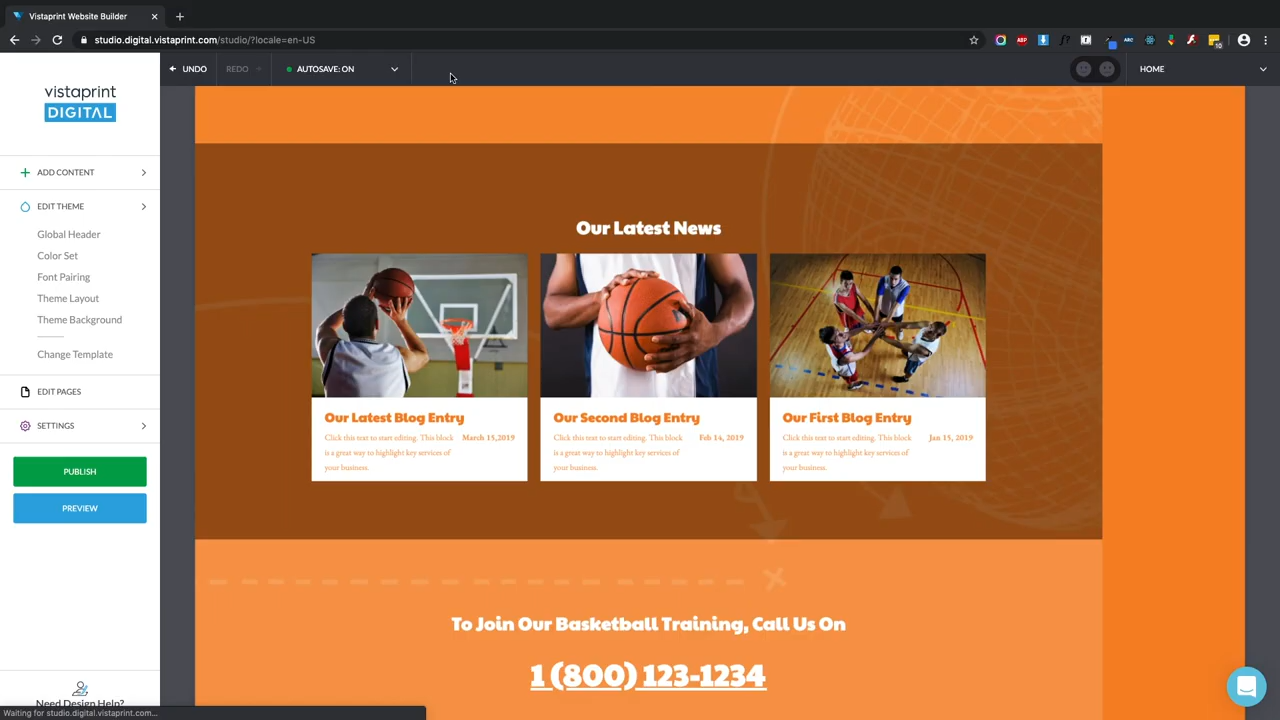 Vistaprint Website Builder
studio.digital.vistaprint.com/studio/?locale=en-US
ABP
ABC
10
UNDO
REDO
AUTOSAVE: ON
HOME
vistaprint
DIGITAL
ADD CONTENT
EDIT THEME
Global Header
Color Set
Font Pairing
Theme Layout
Theme Background
Change Template
EDIT PAGES
SETTINGS
PUBLISH
PREVIEW
Need Design Help?
Waiting for studio.digital.vistaprint.com...
Our Latest News
Our Latest Blog Entry
Click this text to start editing. This block
is a great way to highlight key services of
your business.
March 15,2019
Our Second Blog Entry
Click this text to start editing. This block
is a great way to highlight key services of
your business.
Feb 14, 2019
Our First Blog Entry
Click this text to start editing. This block
is a great way to highlight key services of
your business.
Jan 15, 2019
To Join Our Basketball Training, Call Us On
1 (800) 123-1234